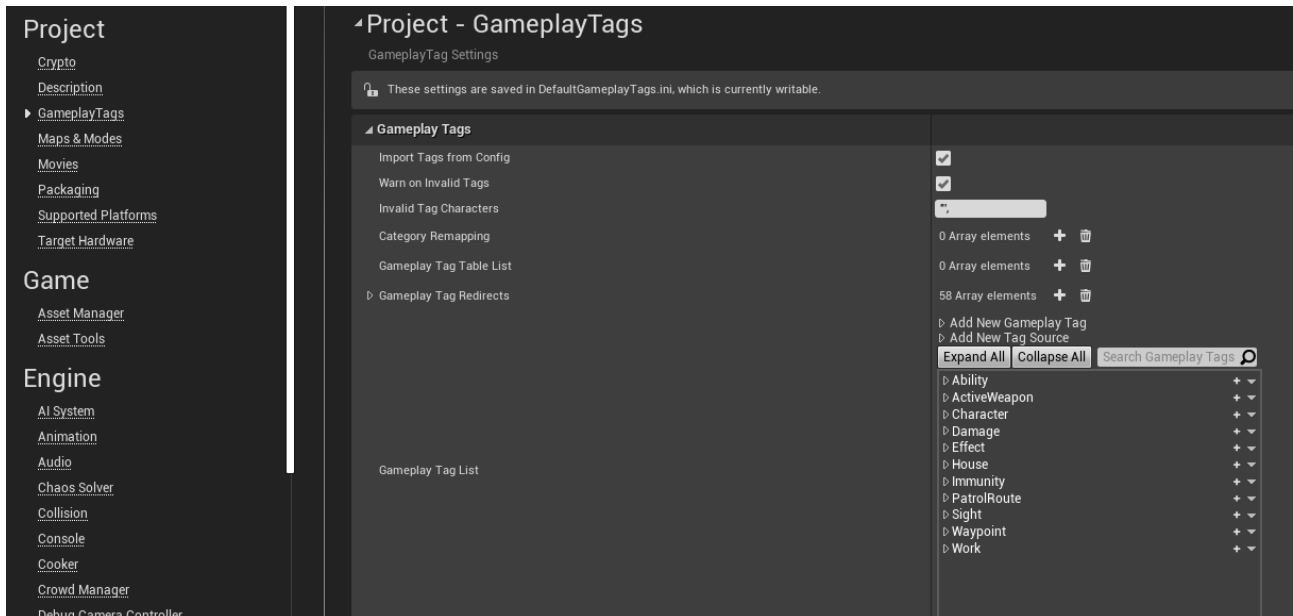 Project
Crypto
Description
GameplayTags
Maps & Modes
Movies
Packaging
Supported Platforms
Target Hardware
Game
Asset Manager
Asset Tools
Engine
AI System
Animation
Audio
Chaos Solver
Collision
Console
Cooker
Crowd Manager
Debug Camera Controller
Project - GameplayTags
GameplayTag Settings
These settings are saved in DefaultGameplayTags.ini, which is currently writable.
Gameplay Tags
Import Tags from Config
Warn on Invalid Tags
Invalid Tag Characters "',
Category Remapping 0 Array elements
Gameplay Tag Table List 0 Array elements
Gameplay Tag Redirects 58 Array elements
Add New Gameplay Tag
Add New Tag Source
Expand All Collapse All Search Gameplay Tags
Gameplay Tag List
Ability
ActiveWeapon
Character
Damage
Effect
House
Immunity
PatrolRoute
Sight
Waypoint
Work